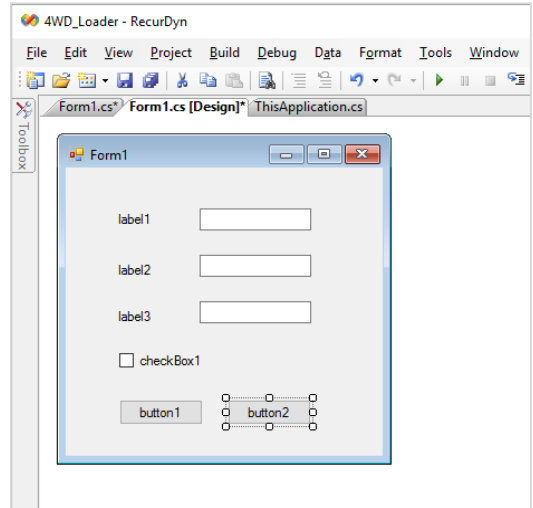 4WD_Loader - RecurDyn
File Edit View Project Build Debug Data Format Tools Window
Form1.cs* Form1.cs [Design]* ThisApplication.cs
Toolbox
Form1
label1
label2
label3
checkBox1
button1 button2